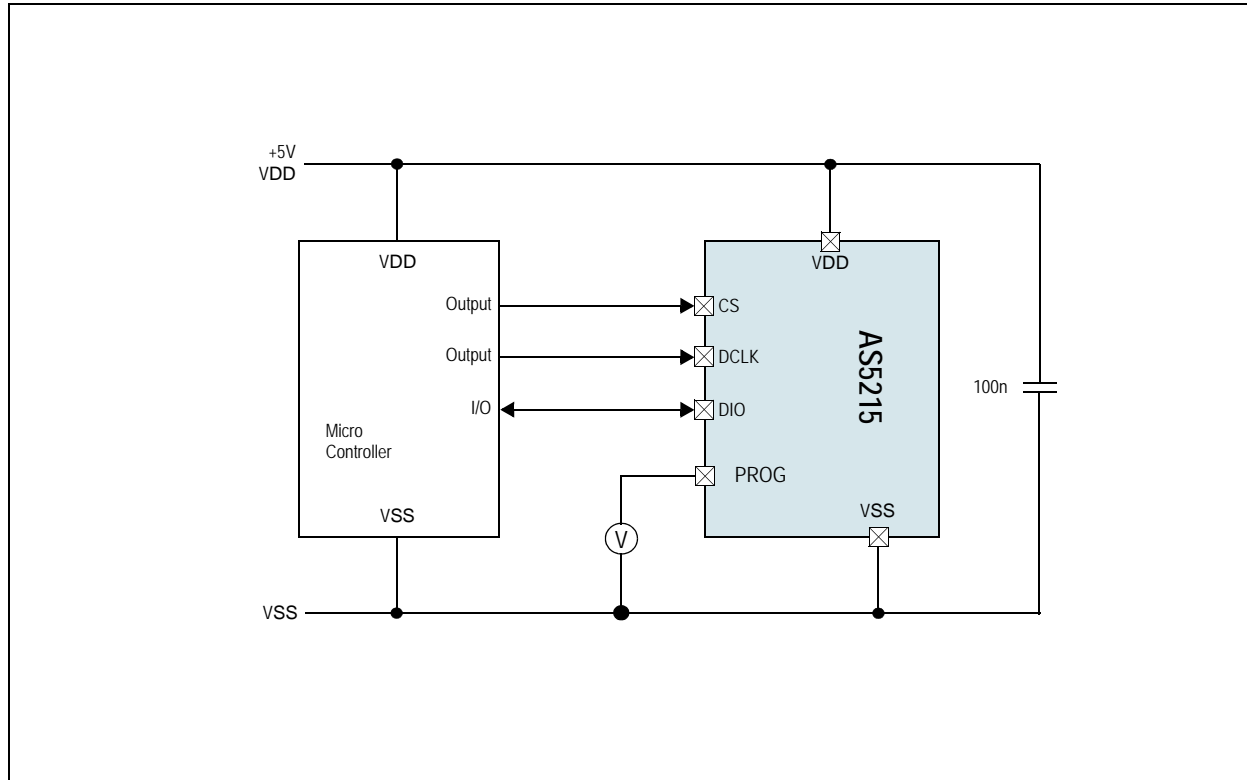 +5V
VDD
VDD
Output
Output
I/O
Micro
Controller
VSS
VDD
CS
DCLK
DIO
PROG
VSS
AS5215
100n
V
VSS